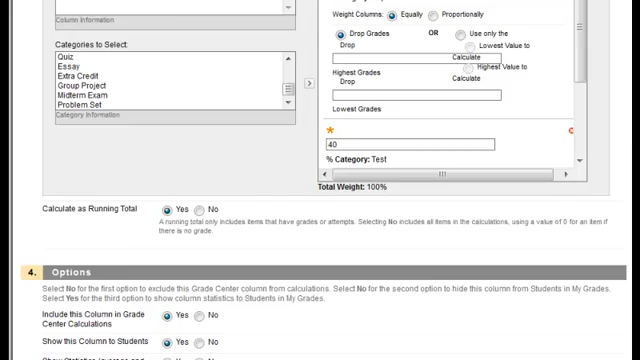 Column Information
Weight Columns: Equally Proportionally
Drop Grades OR Use only the
Drop Lowest Value to
Calculate
Highest Value to
Highest Grades Calculate
Drop
Lowest Grades
Categories to Select:
Quiz
Essay
Extra Credit
Group Project
Midterm Exam
Problem Set
Category Information
*
40
% Category: Test
Total Weight: 100%
Calculate as Running Total Yes No
A running total only includes items that have grades or attempts. Selecting No includes all items in the calculations, using a value of 0 for an item if
there is no grade.
4. Options
Select No for the first option to exclude this Grade Center column from calculations. Select No for the second option to hide this column from Students in My Grades.
Select Yes for the third option to show column statistics to Students in My Grades.
Include this Column in Grade
Center Calculations Yes No
Show this Column to Students Yes No